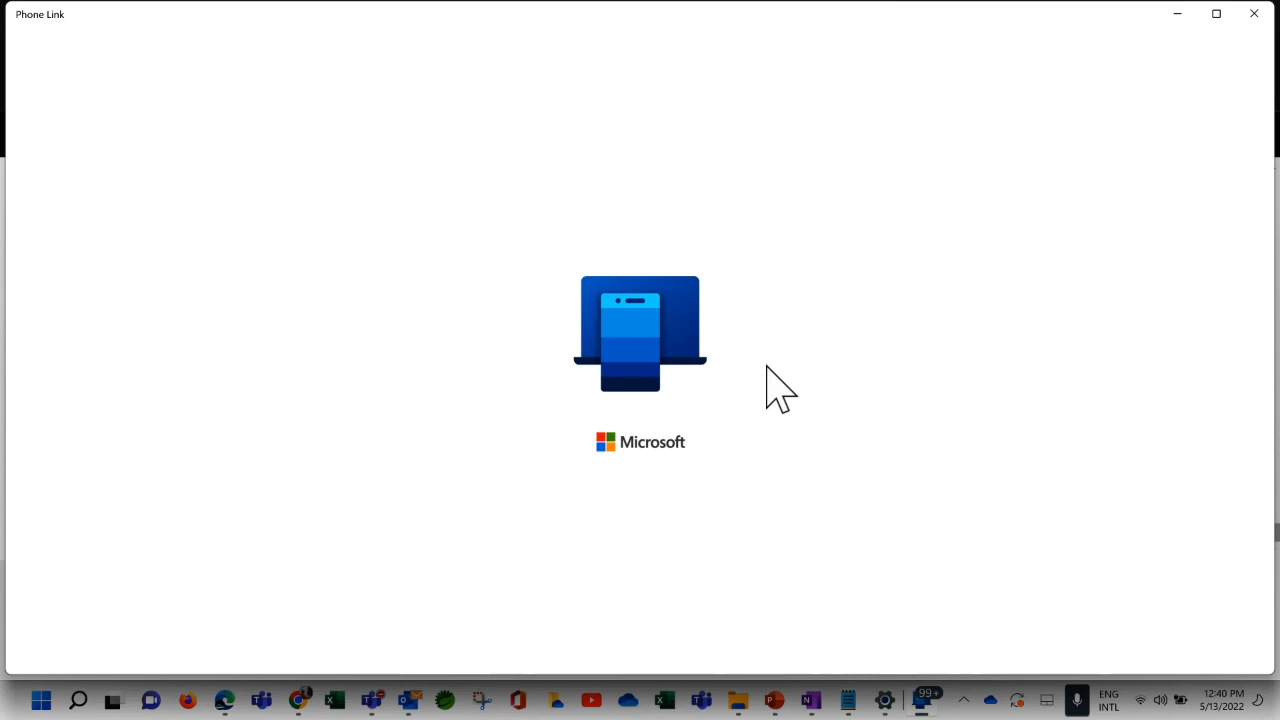 Phone Link
Microsoft
99+
ENG
INTL
12:40 PM
5/13/2022